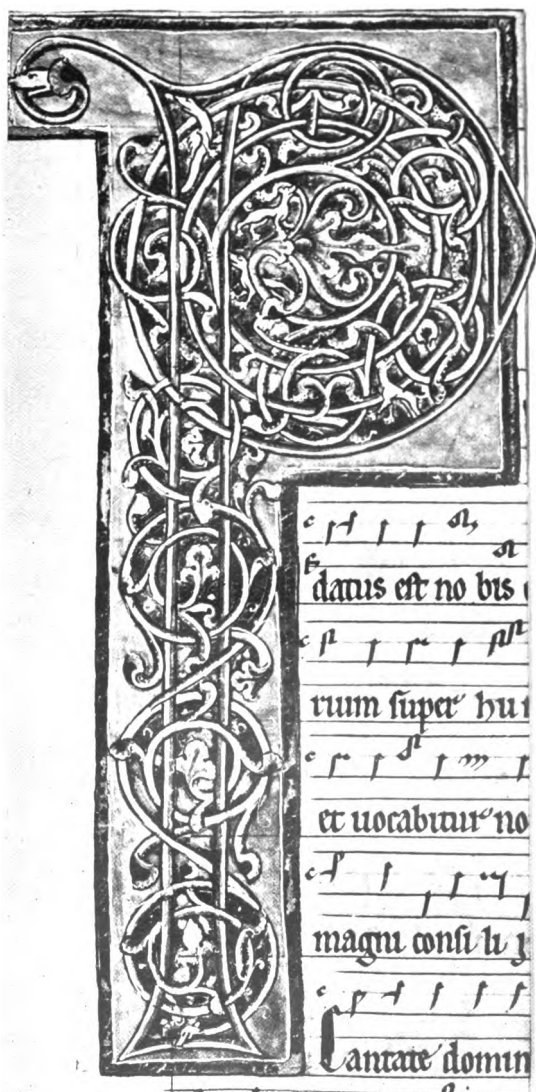 P
datus est no bis
rium super hu
et uocabitur no
magni consi li
Cantate domin